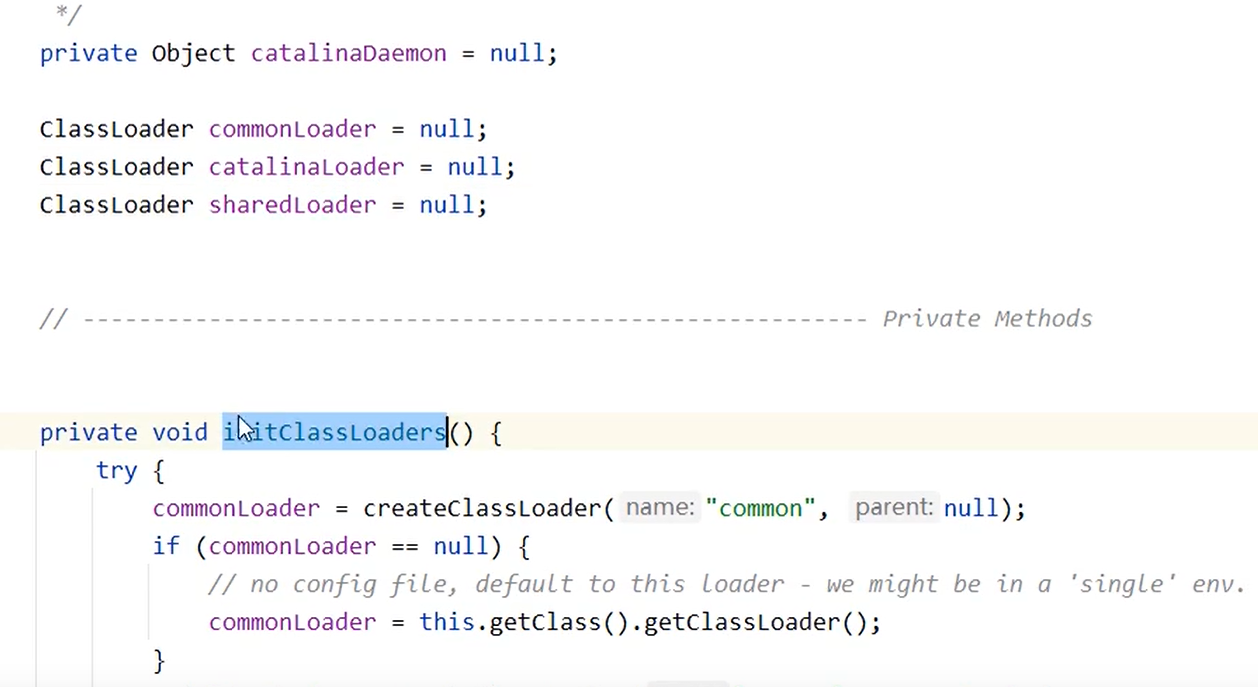 */
private Object catalinaDaemon = null;
ClassLoader commonLoader = null;
ClassLoader catalinaLoader = null;
ClassLoader sharedLoader = null;
// -------------------------------------------------------- Private Methods
private void initClassLoaders() {
try {
commonLoader = createClassLoader( name: "common", parent: null);
if (commonLoader == null) {
// no config file, default to this loader - we might be in a 'single' env.
commonLoader = this.getClass().getClassLoader();
}